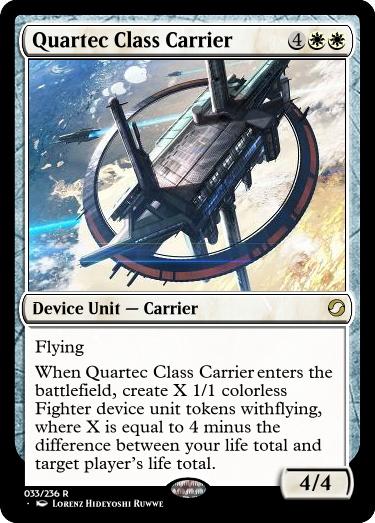 Quartec Class Carrier 4
Device Unit — Carrier
Flying
When Quartec Class Carrier enters the
battlefield, create X 1/1 colorless
Fighter device unit tokens withflying,
where X is equal to 4 minus the
difference between your life total and
target player's life total.
4/4
033/236 R
· Lorenz Hideyoshi Ruwwe